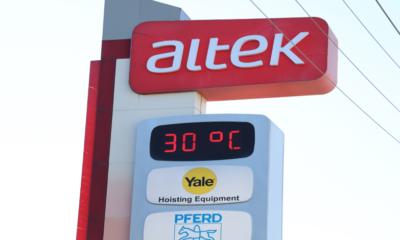 altek
30 °C
Yale
Hoisting Equipment
PFERD